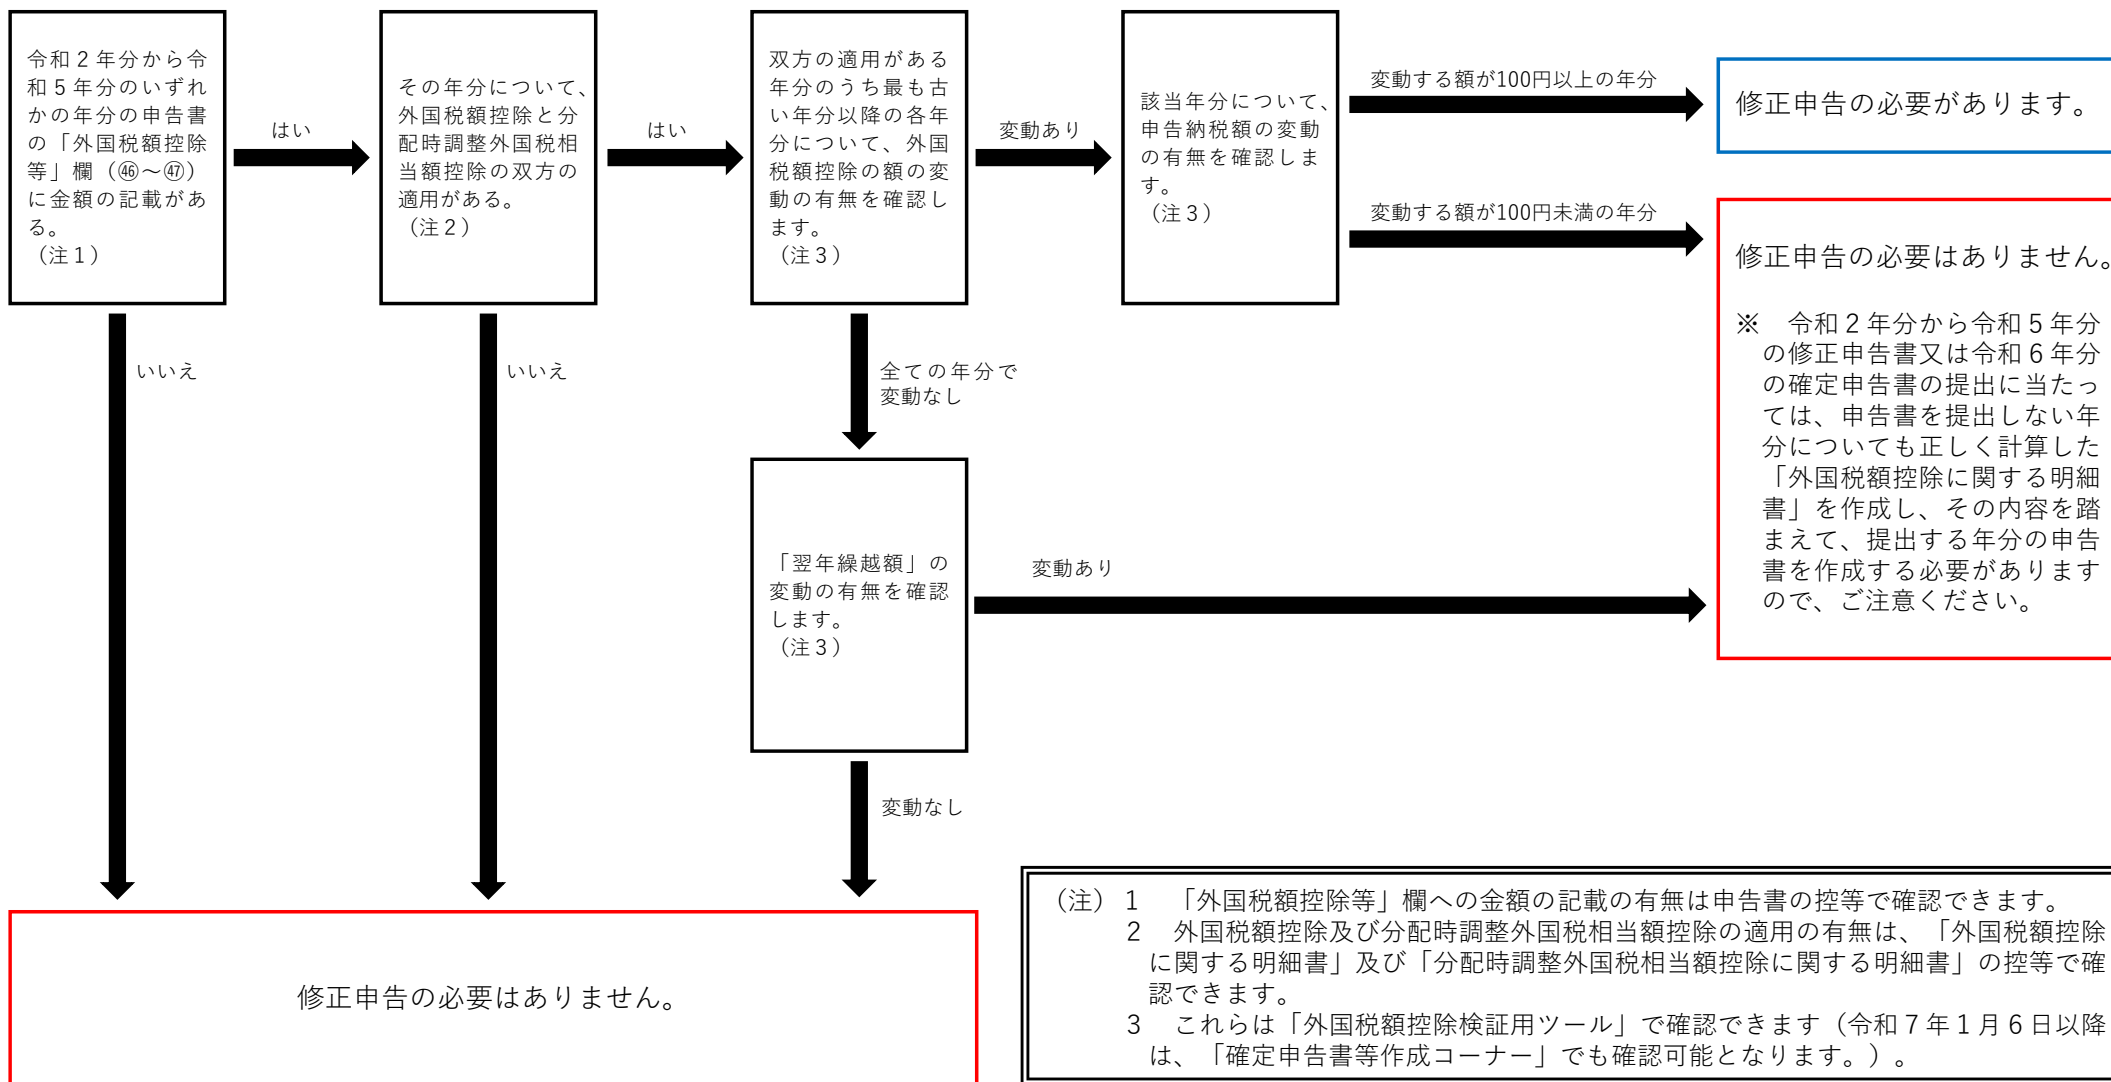 令和２年分から令
和５年分のいずれ
かの年分の申告書
の「外国税額控除
等」欄（㊻～㊼）
に金額の記載があ
る。
（注１）
はい
いいえ
その年分について、
外国税額控除と分
配時調整外国税相
当額控除の双方の
適用がある。
（注２）
はい
いいえ
双方の適用がある
年分のうち最も古
い年分以降の各年
分について、外国
税額控除の額の変
動の有無を確認し
ます。
（注３）
変動あり
全ての年分で
変動なし
該当年分について、
申告納税額の変動
の有無を確認しま
す。
（注３）
変動する額が100円以上の年分
修正申告の必要があります。
変動する額が100円未満の年分
修正申告の必要はありません。
※　令和２年分から令和５年分
の修正申告書又は令和６年分
の確定申告書の提出に当たっ
ては、申告書を提出しない年
分についても正しく計算した
「外国税額控除に関する明細
書」を作成し、その内容を踏
まえて、提出する年分の申告
書を作成する必要があります
ので、ご注意ください。
「翌年繰越額」の
変動の有無を確認
します。
（注３）
変動あり
変動なし
修正申告の必要はありません。
（注）１　「外国税額控除等」欄への金額の記載の有無は申告書の控等で確認できます。
２　外国税額控除及び分配時調整外国税相当額控除の適用の有無は、「外国税額控除
に関する明細書」及び「分配時調整外国税相当額控除に関する明細書」の控等で確
認できます。
３　これらは「外国税額控除検証用ツール」で確認できます（令和７年１月６日以降
は、「確定申告書等作成コーナー」でも確認可能となります。）。